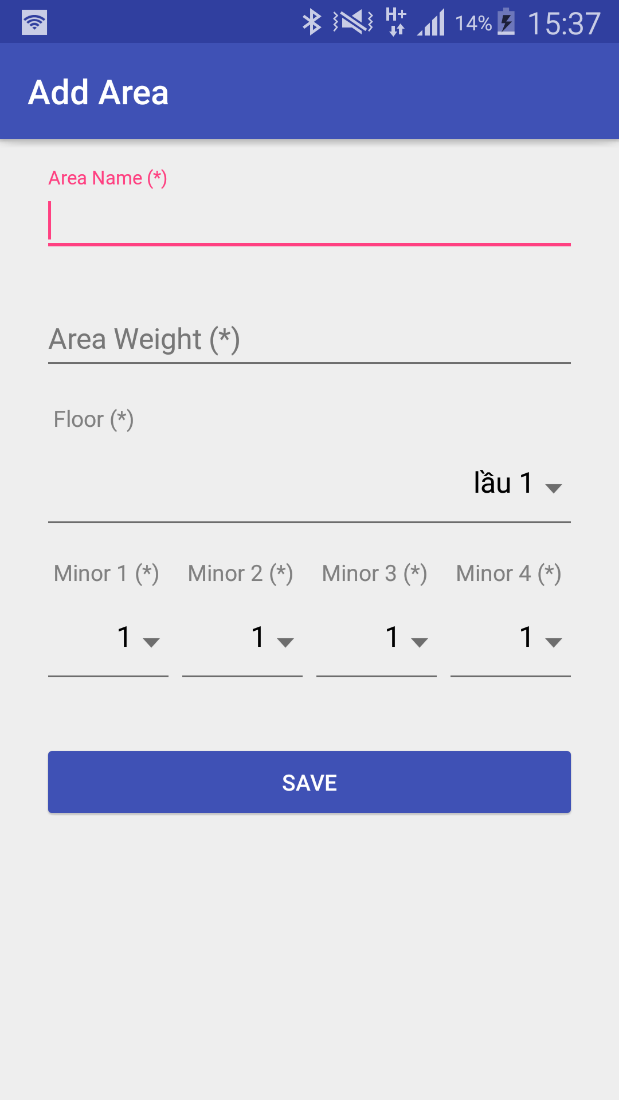 H+ 14% 15:37
Add Area
Area Name (*)
Area Weight (*)
Floor (*)
lầu 1
Minor 1 (*) Minor 2 (*) Minor 3 (*) Minor 4 (*)
1 1 1 1
SAVE